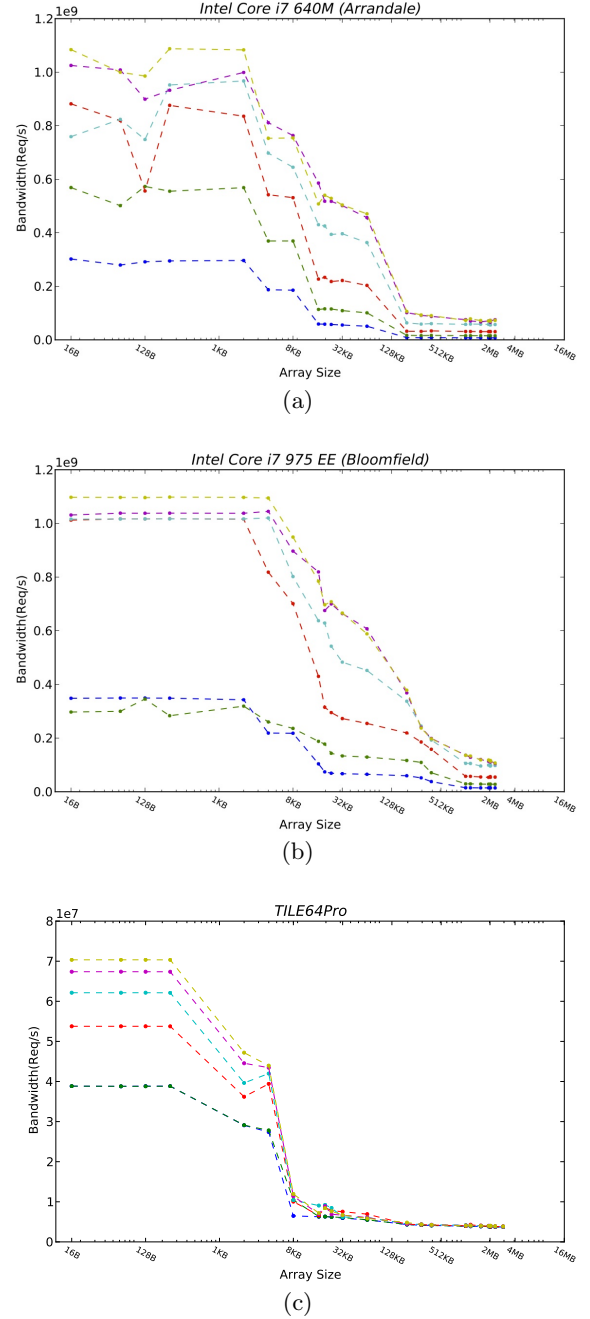 Intel Core i7 640M (Arrandale)
1e9
1.2
1.0
0.8
0.6
0.4
0.2
0.0
Bandwidth(Req/s)
16B 128B 1KB 8KB 32KB 128KB 512KB 2MB 4MB 16MB
Array Size
(a)
Intel Core i7 975 EE (Bloomfield)
1e9
1.2
1.0
0.8
0.6
0.4
0.2
0.0
Bandwidth(Req/s)
16B 128B 1KB 8KB 32KB 128KB 512KB 2MB 4MB 16MB
Array Size
(b)
TILE64Pro
1e7
8
7
6
5
4
3
2
1
0
Bandwidth(Req/s)
16B 128B 1KB 8KB 32KB 128KB 512KB 2MB 4MB 16MB
Array Size
(c)